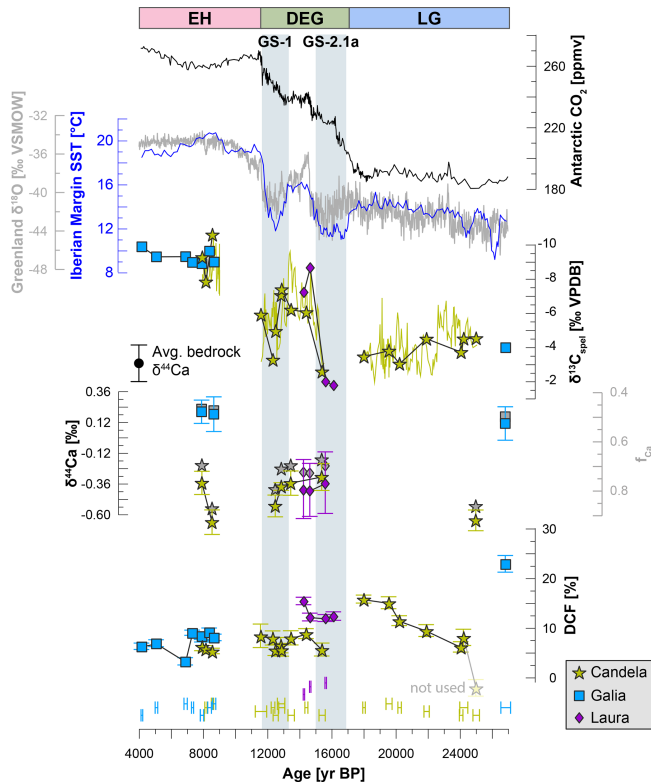 EH DEG LG
GS-1 GS-2.1a
260
220
180
Antarctic CO2 [ppmv]
-32
-36
-40
-44
-48
Greenland δ18O [‰ VSMOW]
20
16
12
8
Iberian Margin SST [°C]
-10
-8
-6
-4
-2
δ13Cspel [‰ VPDB]
Avg. bedrock
δ44Ca
0.36
0.12
-0.12
-0.36
-0.60
δ44Ca [‰]
0.4
0.6
0.8
fCa
30
20
10
0
DCF [%]
not used
Candela
Galia
Laura
4000 8000 12000 16000 20000 24000
Age [yr BP]